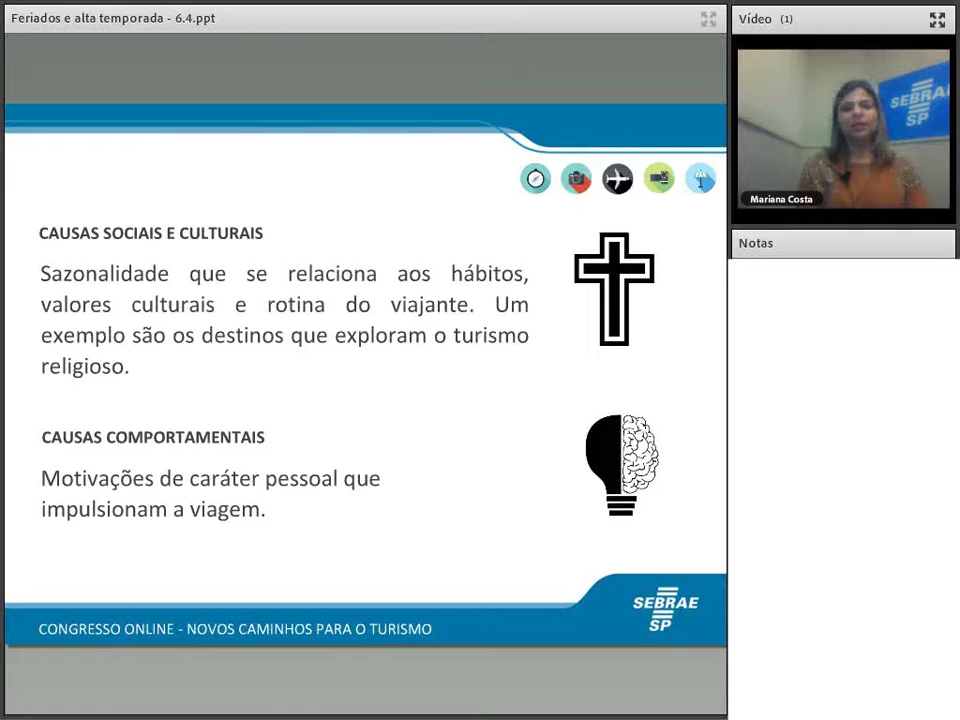 Feriados e alta temporada - 6.4.ppt
Vídeo (1)
SEBRAE
SP
Mariana Costa
Notas
CAUSAS SOCIAIS E CULTURAIS
Sazonalidade que se relaciona aos hábitos,
valores culturais e rotina do viajante. Um
exemplo são os destinos que exploram o turismo
religioso.
CAUSAS COMPORTAMENTAIS
Motivações de caráter pessoal que
impulsionam a viagem.
SEBRAE
SP
CONGRESSO ONLINE - NOVOS CAMINHOS PARA O TURISMO